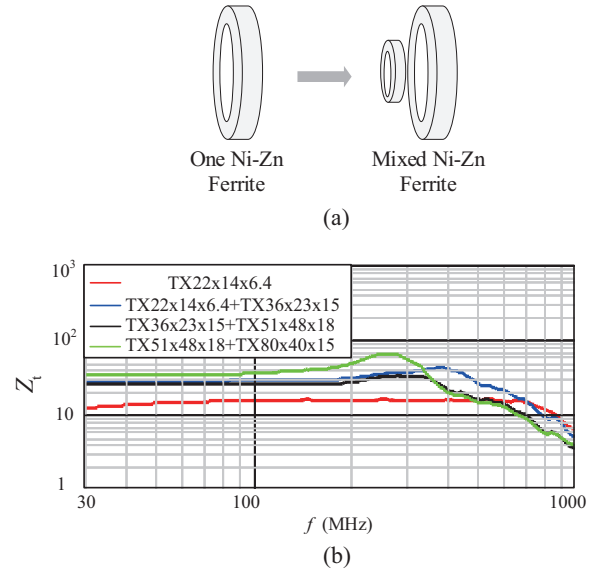 One Ni-Zn
Ferrite
Mixed Ni-Zn
Ferrite
(a)
10³
10²
10
1
Zₜ
TX22x14x6.4
TX22x14x6.4+TX36x23x15
TX36x23x15+TX51x48x18
TX51x48x18+TX80x40x15
30
100
1000
f (MHz)
(b)